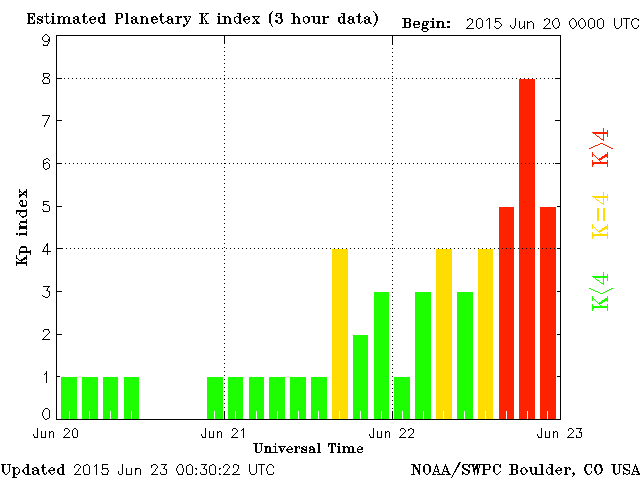 Estimated Planetary K index (3 hour data)
Begin: 2015 Jun 20 0000 UTC
9
8
7
6
5
4
3
2
1
0
Kp index
K>4
K=4
K<4
Jun 20
Jun 21
Jun 22
Jun 23
Universal Time
Updated 2015 Jun 23 00:30:22 UTC
NOAA/SWPC Boulder, CO USA